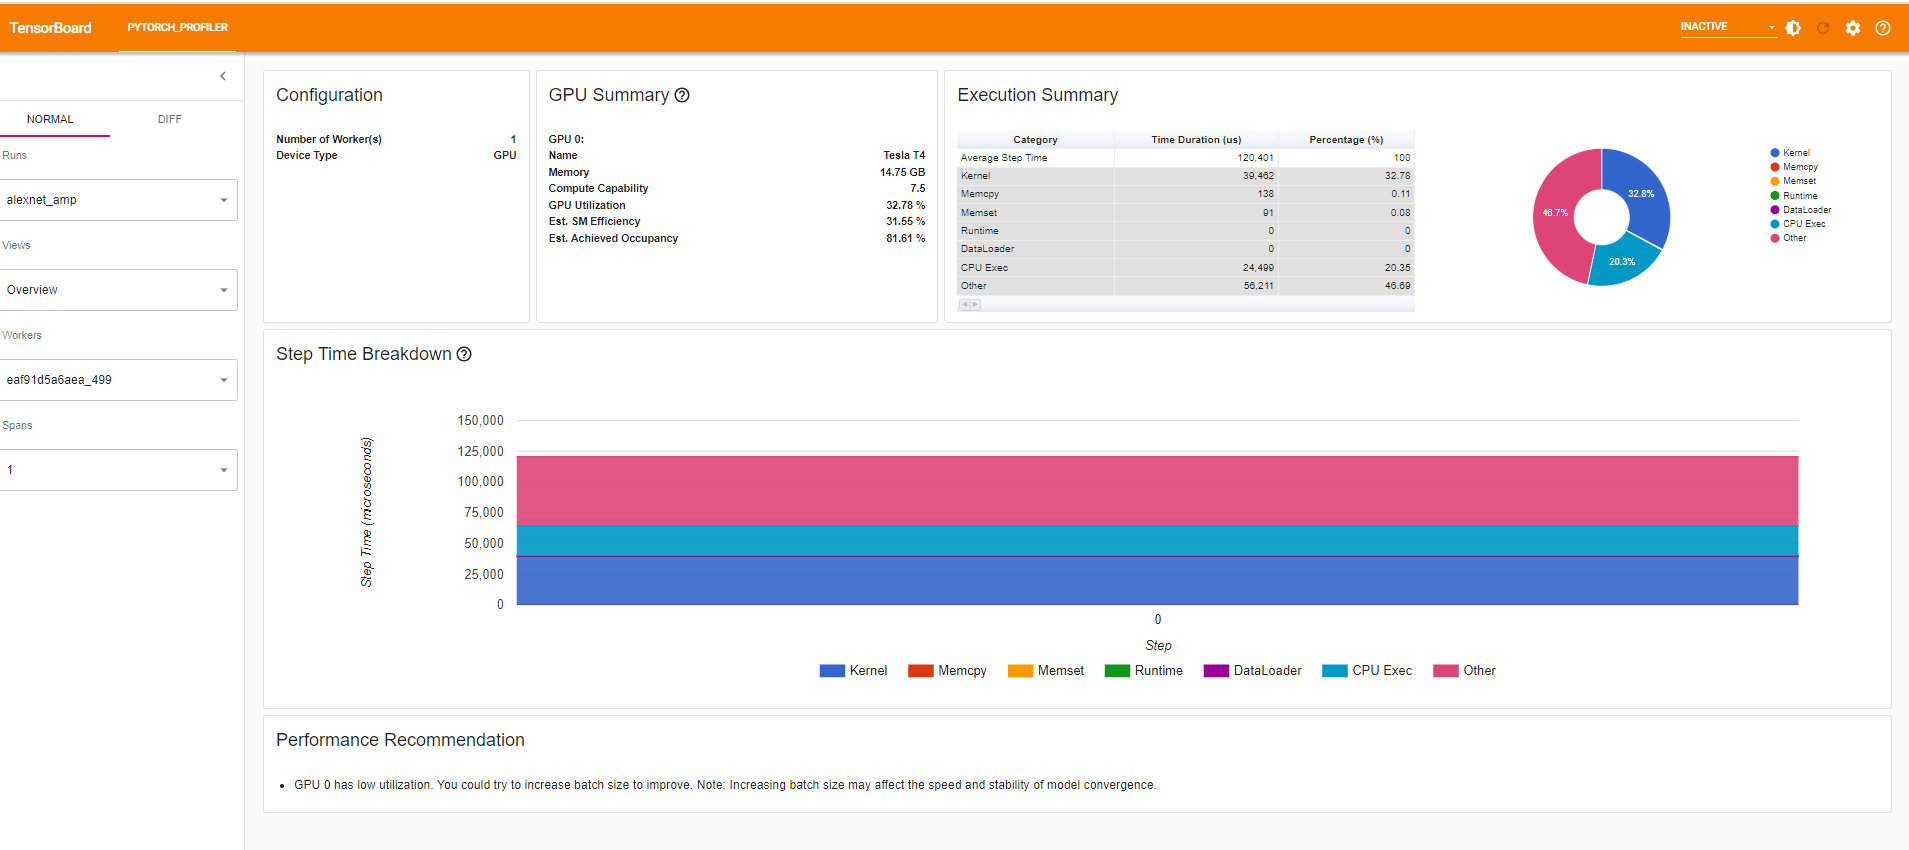 TensorBoard
PYTORCH_PROFILER
INACTIVE
NORMAL DIFF
Runs
alexnet_amp
Views
Overview
Workers
eaf91d5a6aea_499
Spans
1
Configuration
Number of Worker(s) 1
Device Type GPU
GPU Summary
GPU 0:
Name Tesla T4
Memory 14.75 GB
Compute Capability 7.5
GPU Utilization 32.78 %
Est. SM Efficiency 31.55 %
Est. Achieved Occupancy 81.61 %
Execution Summary
Category Time Duration (us) Percentage (%)
Average Step Time 120,401 100
Kernel 39,462 32.78
Memcpy 138 0.11
Memset 91 0.08
Runtime 0 0
DataLoader 0 0
CPU Exec 24,499 20.35
Other 56,211 46.69
32.8%
46.7%
20.3%
Kernel
Memcpy
Memset
Runtime
DataLoader
CPU Exec
Other
Step Time Breakdown
Step Time (microseconds)
150,000
125,000
100,000
75,000
50,000
25,000
0
0
Step
Kernel Memcpy Memset Runtime DataLoader CPU Exec Other
Performance Recommendation
• GPU 0 has low utilization. You could try to increase batch size to improve. Note: Increasing batch size may affect the speed and stability of model convergence.